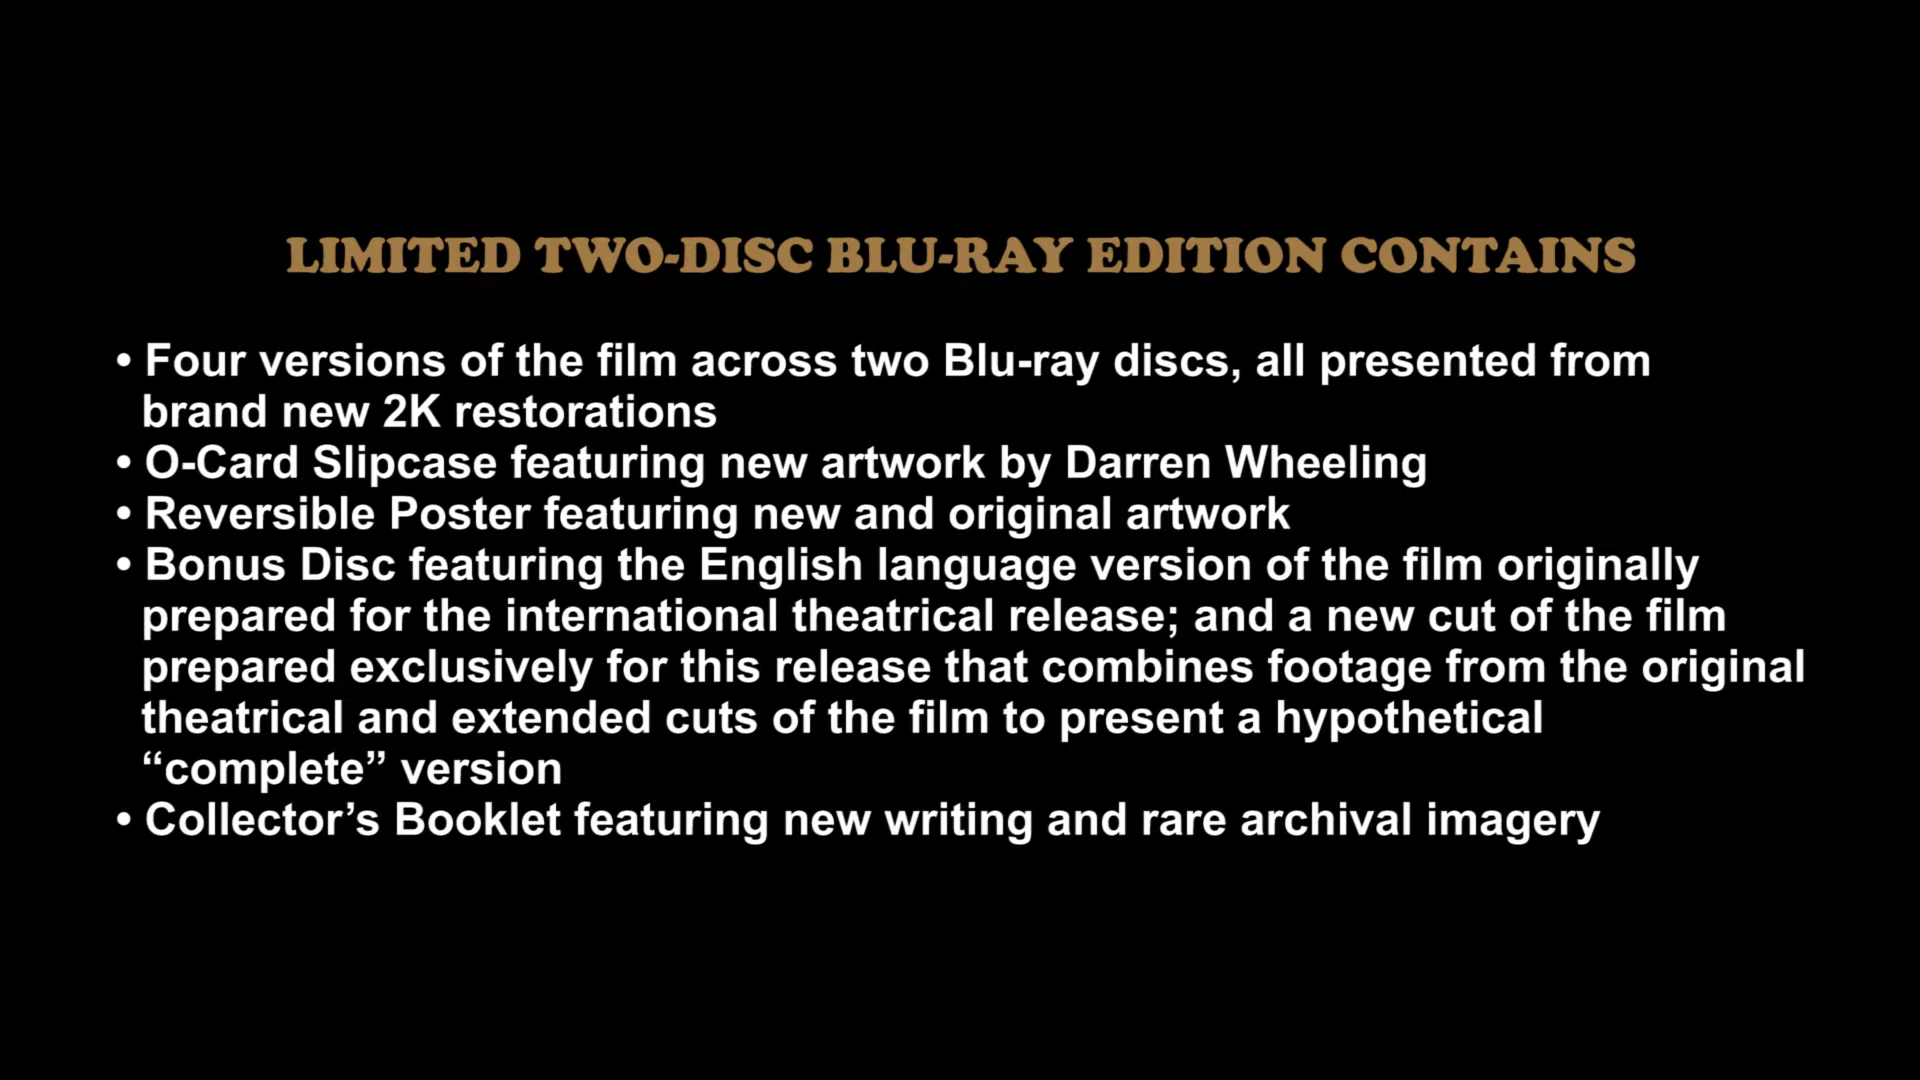 LIMITED TWO-DISC BLU-RAY EDITION CONTAINS
• Four versions of the film across two Blu-ray discs, all presented from
brand new 2K restorations
• O-Card Slipcase featuring new artwork by Darren Wheeling
• Reversible Poster featuring new and original artwork
• Bonus Disc featuring the English language version of the film originally
prepared for the international theatrical release; and a new cut of the film
prepared exclusively for this release that combines footage from the original
theatrical and extended cuts of the film to present a hypothetical
“complete” version
• Collector’s Booklet featuring new writing and rare archival imagery